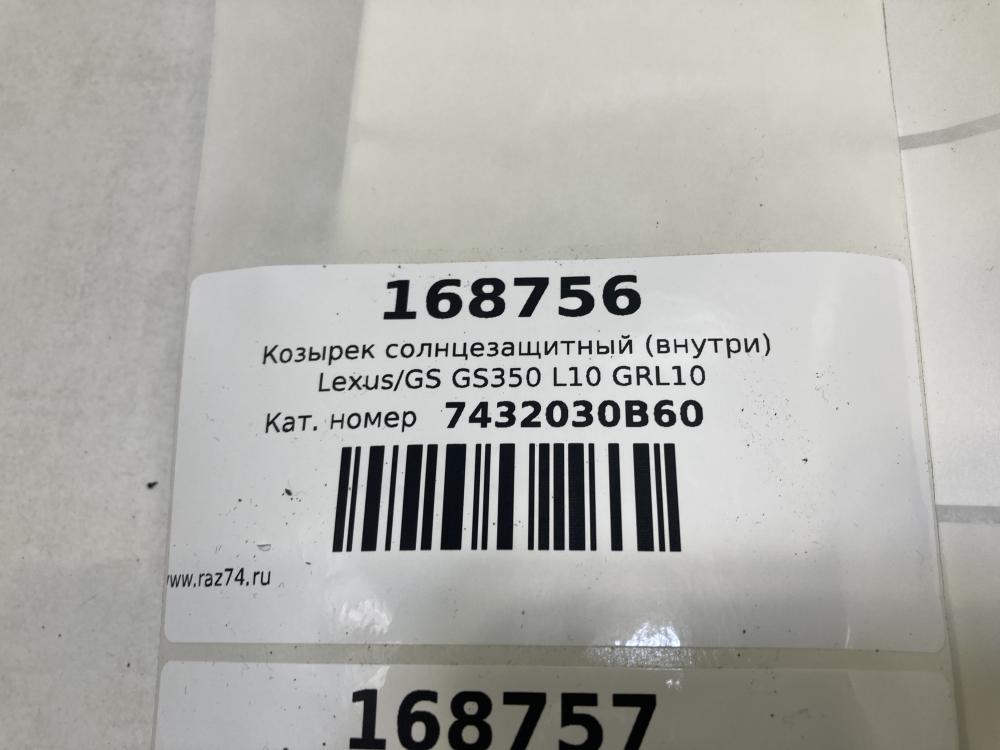 168756
Козырек солнцезащитный (внутри)
Lexus/GS GS350 L10 GRL10
Кат. номер 7432030B60
www.raz74.ru
168757